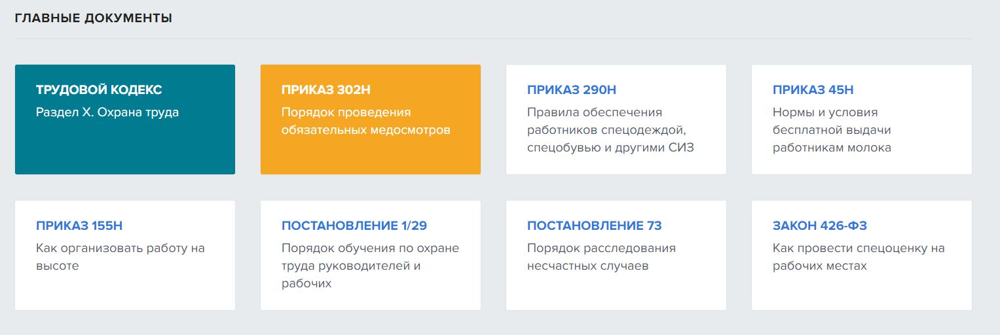 ГЛАВНЫЕ ДОКУМЕНТЫ
ТРУДОВОЙ КОДЕКС
Раздел X. Охрана труда
ПРИКАЗ 302Н
Порядок проведения
обязательных медосмотров
ПРИКАЗ 290Н
Правила обеспечения
работников спецодеждой,
спецобувью и другими СИЗ
ПРИКАЗ 45Н
Нормы и условия
бесплатной выдачи
работникам молока
ПРИКАЗ 155Н
Как организовать работу на
высоте
ПОСТАНОВЛЕНИЕ 1/29
Порядок обучения по охране
труда руководителей и
рабочих
ПОСТАНОВЛЕНИЕ 73
Порядок расследования
несчастных случаев
ЗАКОН 426-ФЗ
Как провести спецоценку на
рабочих местах